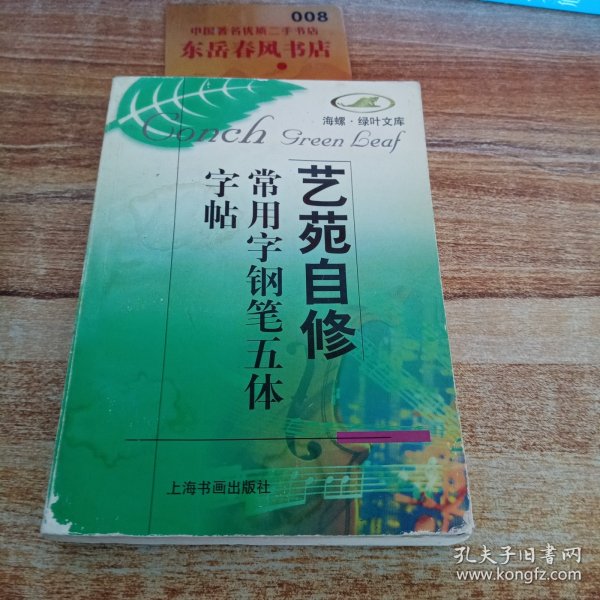 008
中国著名优质二手书店
东岳春风书店
海螺·绿叶文库
Conch Green Leaf
艺苑自修
常用字钢笔五体
字帖
上海书画出版社
孔夫子旧书网
www.kongfz.com